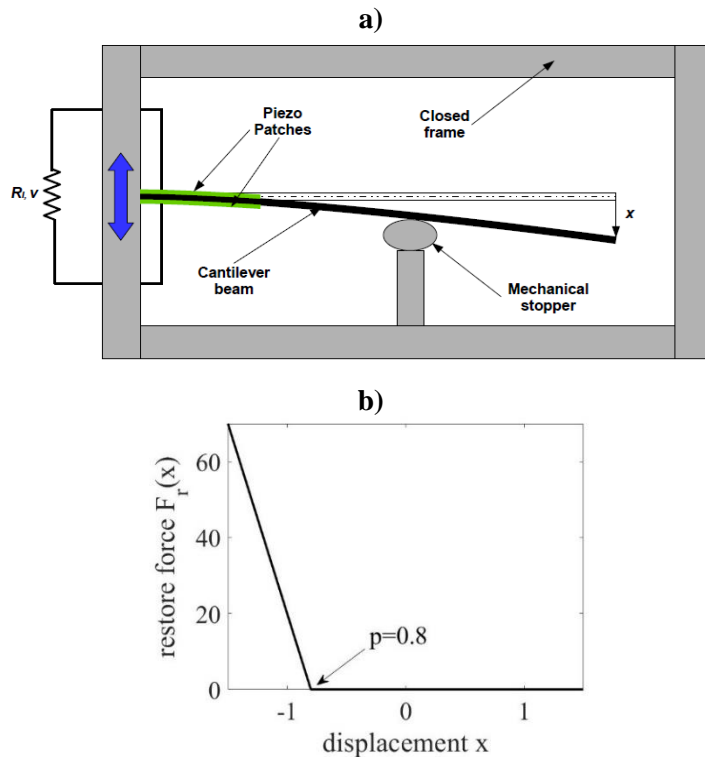 a)
Closed
frame
Piezo
Patches
Rₗ, v
x
Cantilever
beam
Mechanical
stopper
b)
restore force Fᵣ(x)
60
40
20
0
p=0.8
-1
0
1
displacement x